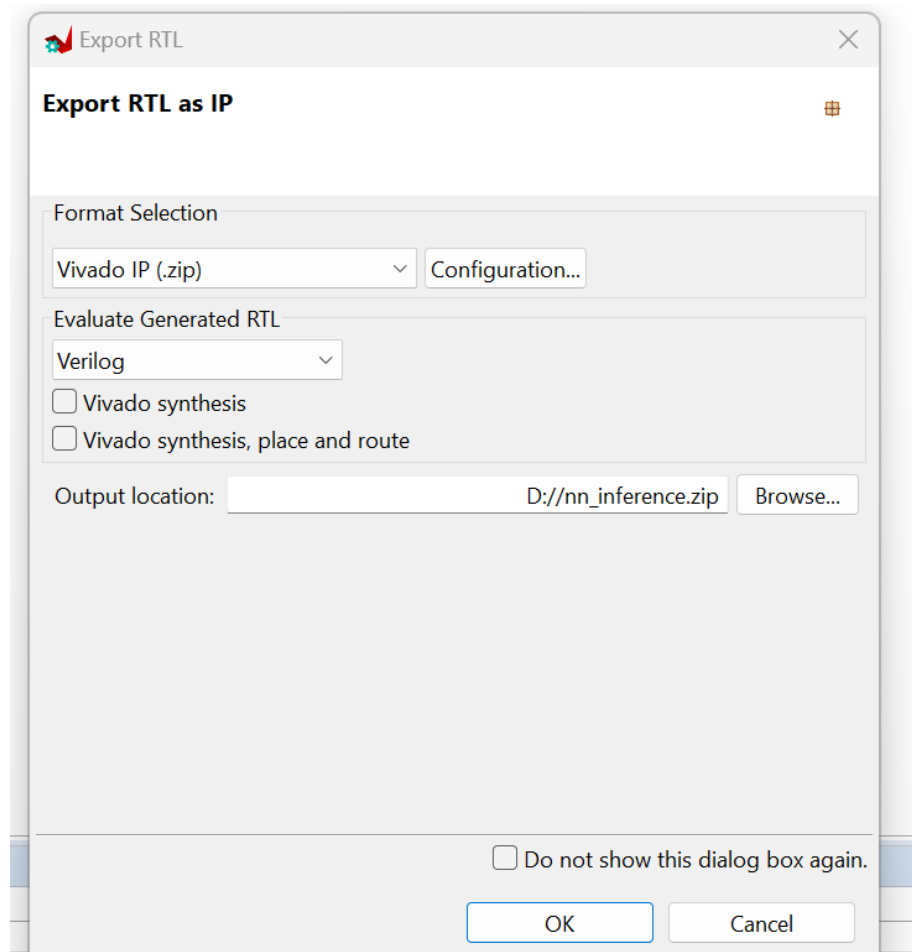 Export RTL
Export RTL as IP
Format Selection
Vivado IP (.zip) Configuration...
Evaluate Generated RTL
Verilog
Vivado synthesis
Vivado synthesis, place and route
Output location: D://nn_inference.zip Browse...
Do not show this dialog box again.
OK Cancel